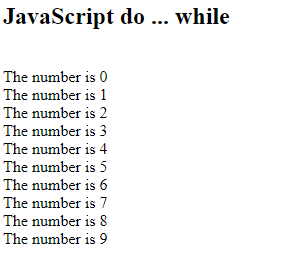 JavaScript do ... while
The number is 0
The number is 1
The number is 2
The number is 3
The number is 4
The number is 5
The number is 6
The number is 7
The number is 8
The number is 9